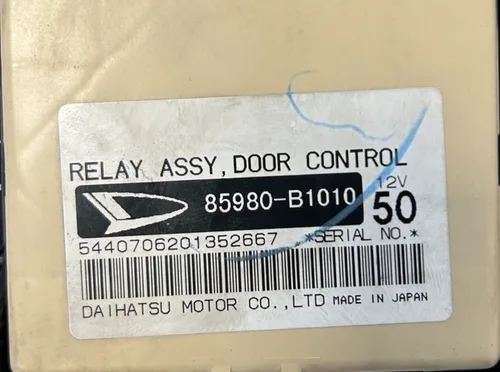 RELAY ASSY, DOOR CONTROL
85980-B1010
12V
50
5440706201352667 *SERIAL NO.*
DAIHATSU MOTOR CO.,LTD MADE IN JAPAN